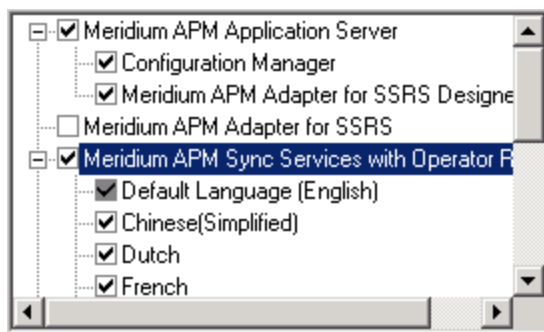 Meridium APM Application Server
Configuration Manager
Meridium APM Adapter for SSRS Designe
Meridium APM Adapter for SSRS
Meridium APM Sync Services with Operator R
Default Language (English)
Chinese(Simplified)
Dutch
French